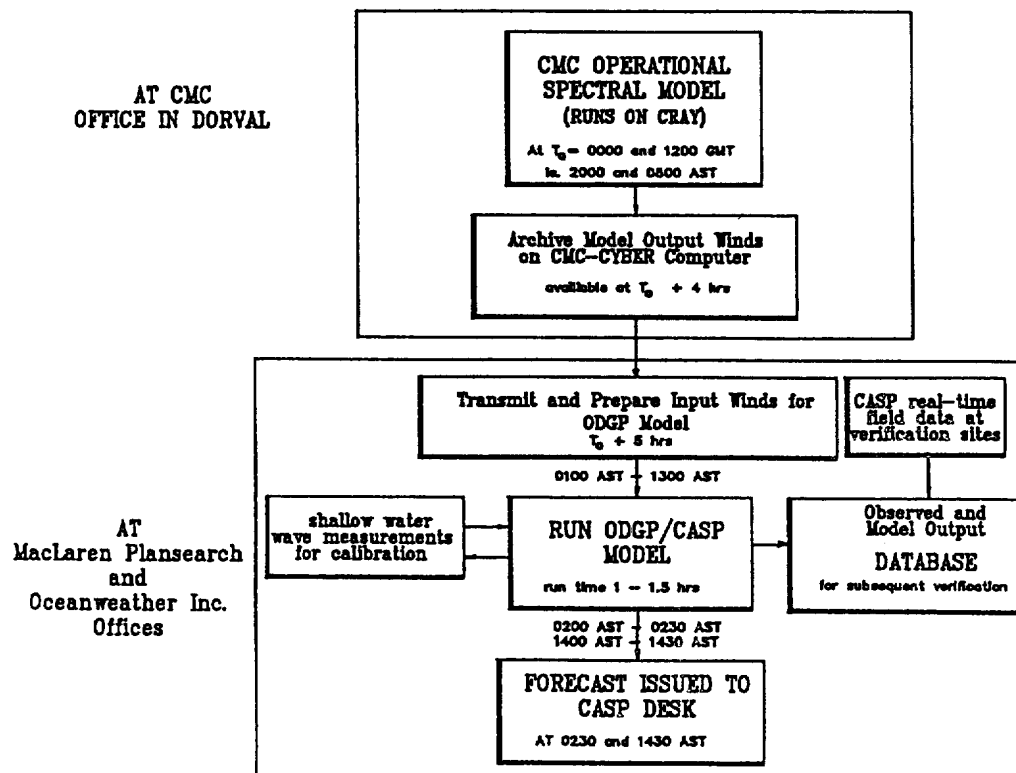 AT CMC
OFFICE IN DORVAL
CMC OPERATIONAL
SPECTRAL MODEL
(RUNS ON CRAY)
At T₀= 0000 and 1200 GMT
ie. 2000 and 0800 AST
Archive Model Output Winds
on CMC-CYBER Computer
available at T₀ + 4 hrs
Transmit and Prepare Input Winds for
ODGP Model
T₀ + 5 hrs
CASP real-time
field data at
verification sites
0100 AST - 1300 AST
AT
MacLaren Plansearch
and
Oceanweather Inc.
Offices
shallow water
wave measurements
for calibration
RUN ODGP/CASP
MODEL
run time 1 - 1.5 hrs
Observed and
Model Output
DATABASE
for subsequent verification
0200 AST - 0230 AST
1400 AST - 1430 AST
FORECAST ISSUED TO
CASP DESK
AT 0230 and 1430 AST